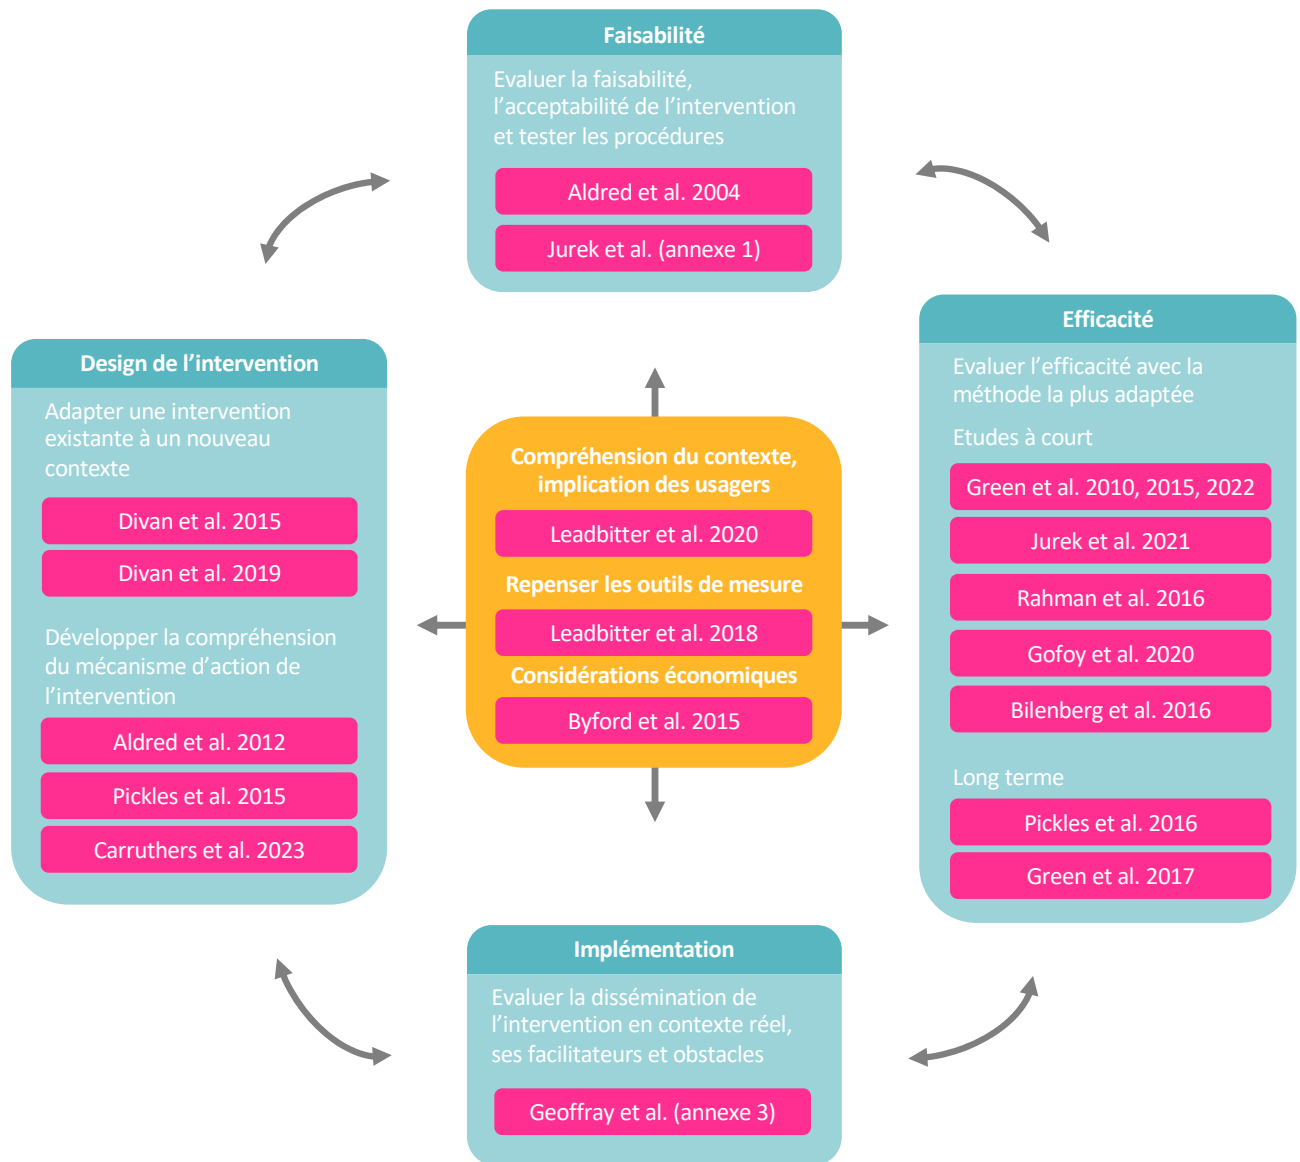 Faisabilité
Evaluer la faisabilité,
l’acceptabilité de l’intervention
et tester les procédures
Aldred et al. 2004
Jurek et al. (annexe 1)
Design de l’intervention
Adapter une intervention
existante à un nouveau
contexte
Divan et al. 2015
Divan et al. 2019
Développer la compréhension
du mécanisme d’action de
l’intervention
Aldred et al. 2012
Pickles et al. 2015
Carruthers et al. 2023
Compréhension du contexte,
implication des usagers
Leadbitter et al. 2020
Repenser les outils de mesure
Leadbitter et al. 2018
Considérations économiques
Byford et al. 2015
Efficacité
Evaluer l’efficacité avec la
méthode la plus adaptée
Etudes à court
Green et al. 2010, 2015, 2022
Jurek et al. 2021
Rahman et al. 2016
Gofoy et al. 2020
Bilenberg et al. 2016
Long terme
Pickles et al. 2016
Green et al. 2017
Implémentation
Evaluer la dissémination de
l’intervention en contexte réel,
ses facilitateurs et obstacles
Geoffray et al. (annexe 3)